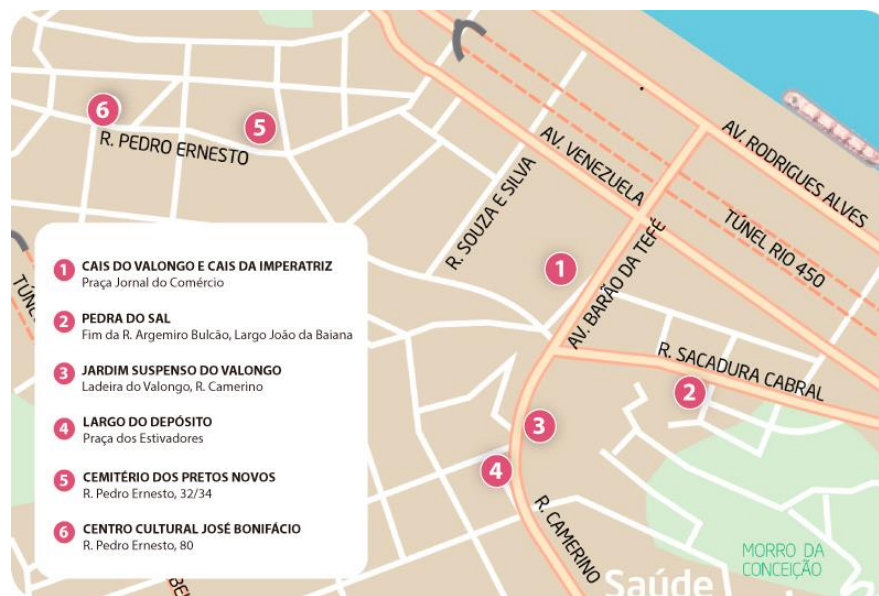 6
5
R. PEDRO ERNESTO
R. SOUZA E SILVA
AV. VENEZUELA
AV. RODRIGUES ALVES
TÚNEL RIO 450
1
AV. BARÃO DA TEFÉ
R. SACADURA CABRAL
2
3
4
R. CAMERINO
MORRO DA
CONCEIÇÃO
Saúde
1 CAIS DO VALONGO E CAIS DA IMPERATRIZ
Praça Jornal do Comércio
2 PEDRA DO SAL
Fim da R. Argemiro Bulcão, Largo João da Baiana
3 JARDIM SUSPENSO DO VALONGO
Ladeira do Valongo, R. Camerino
4 LARGO DO DEPÓSITO
Praça dos Estivadores
5 CEMITÉRIO DOS PRETOS NOVOS
R. Pedro Ernesto, 32/34
6 CENTRO CULTURAL JOSÉ BONIFÁCIO
R. Pedro Ernesto, 80